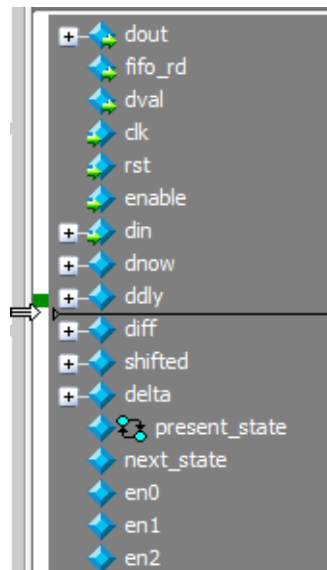 dout
fifo_rd
dval
clk
rst
enable
din
dnow
ddly
diff
shifted
delta
present_state
next_state
en0
en1
en2